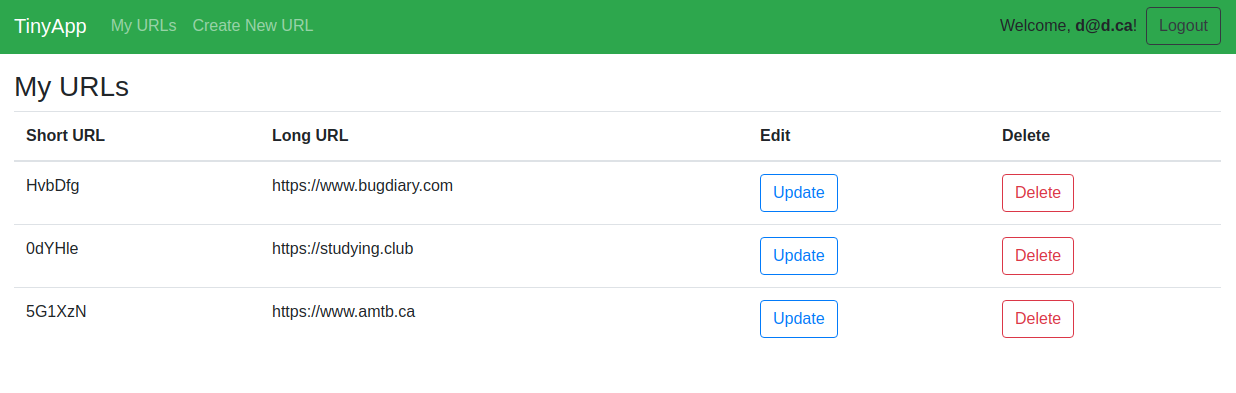 TinyApp My URLs Create New URL Welcome, d@d.ca! Logout
My URLs
Short URL Long URL Edit Delete
HvbDfg https://www.bugdiary.com Update Delete
0dYHle https://studying.club Update Delete
5G1XzN https://www.amtb.ca Update Delete